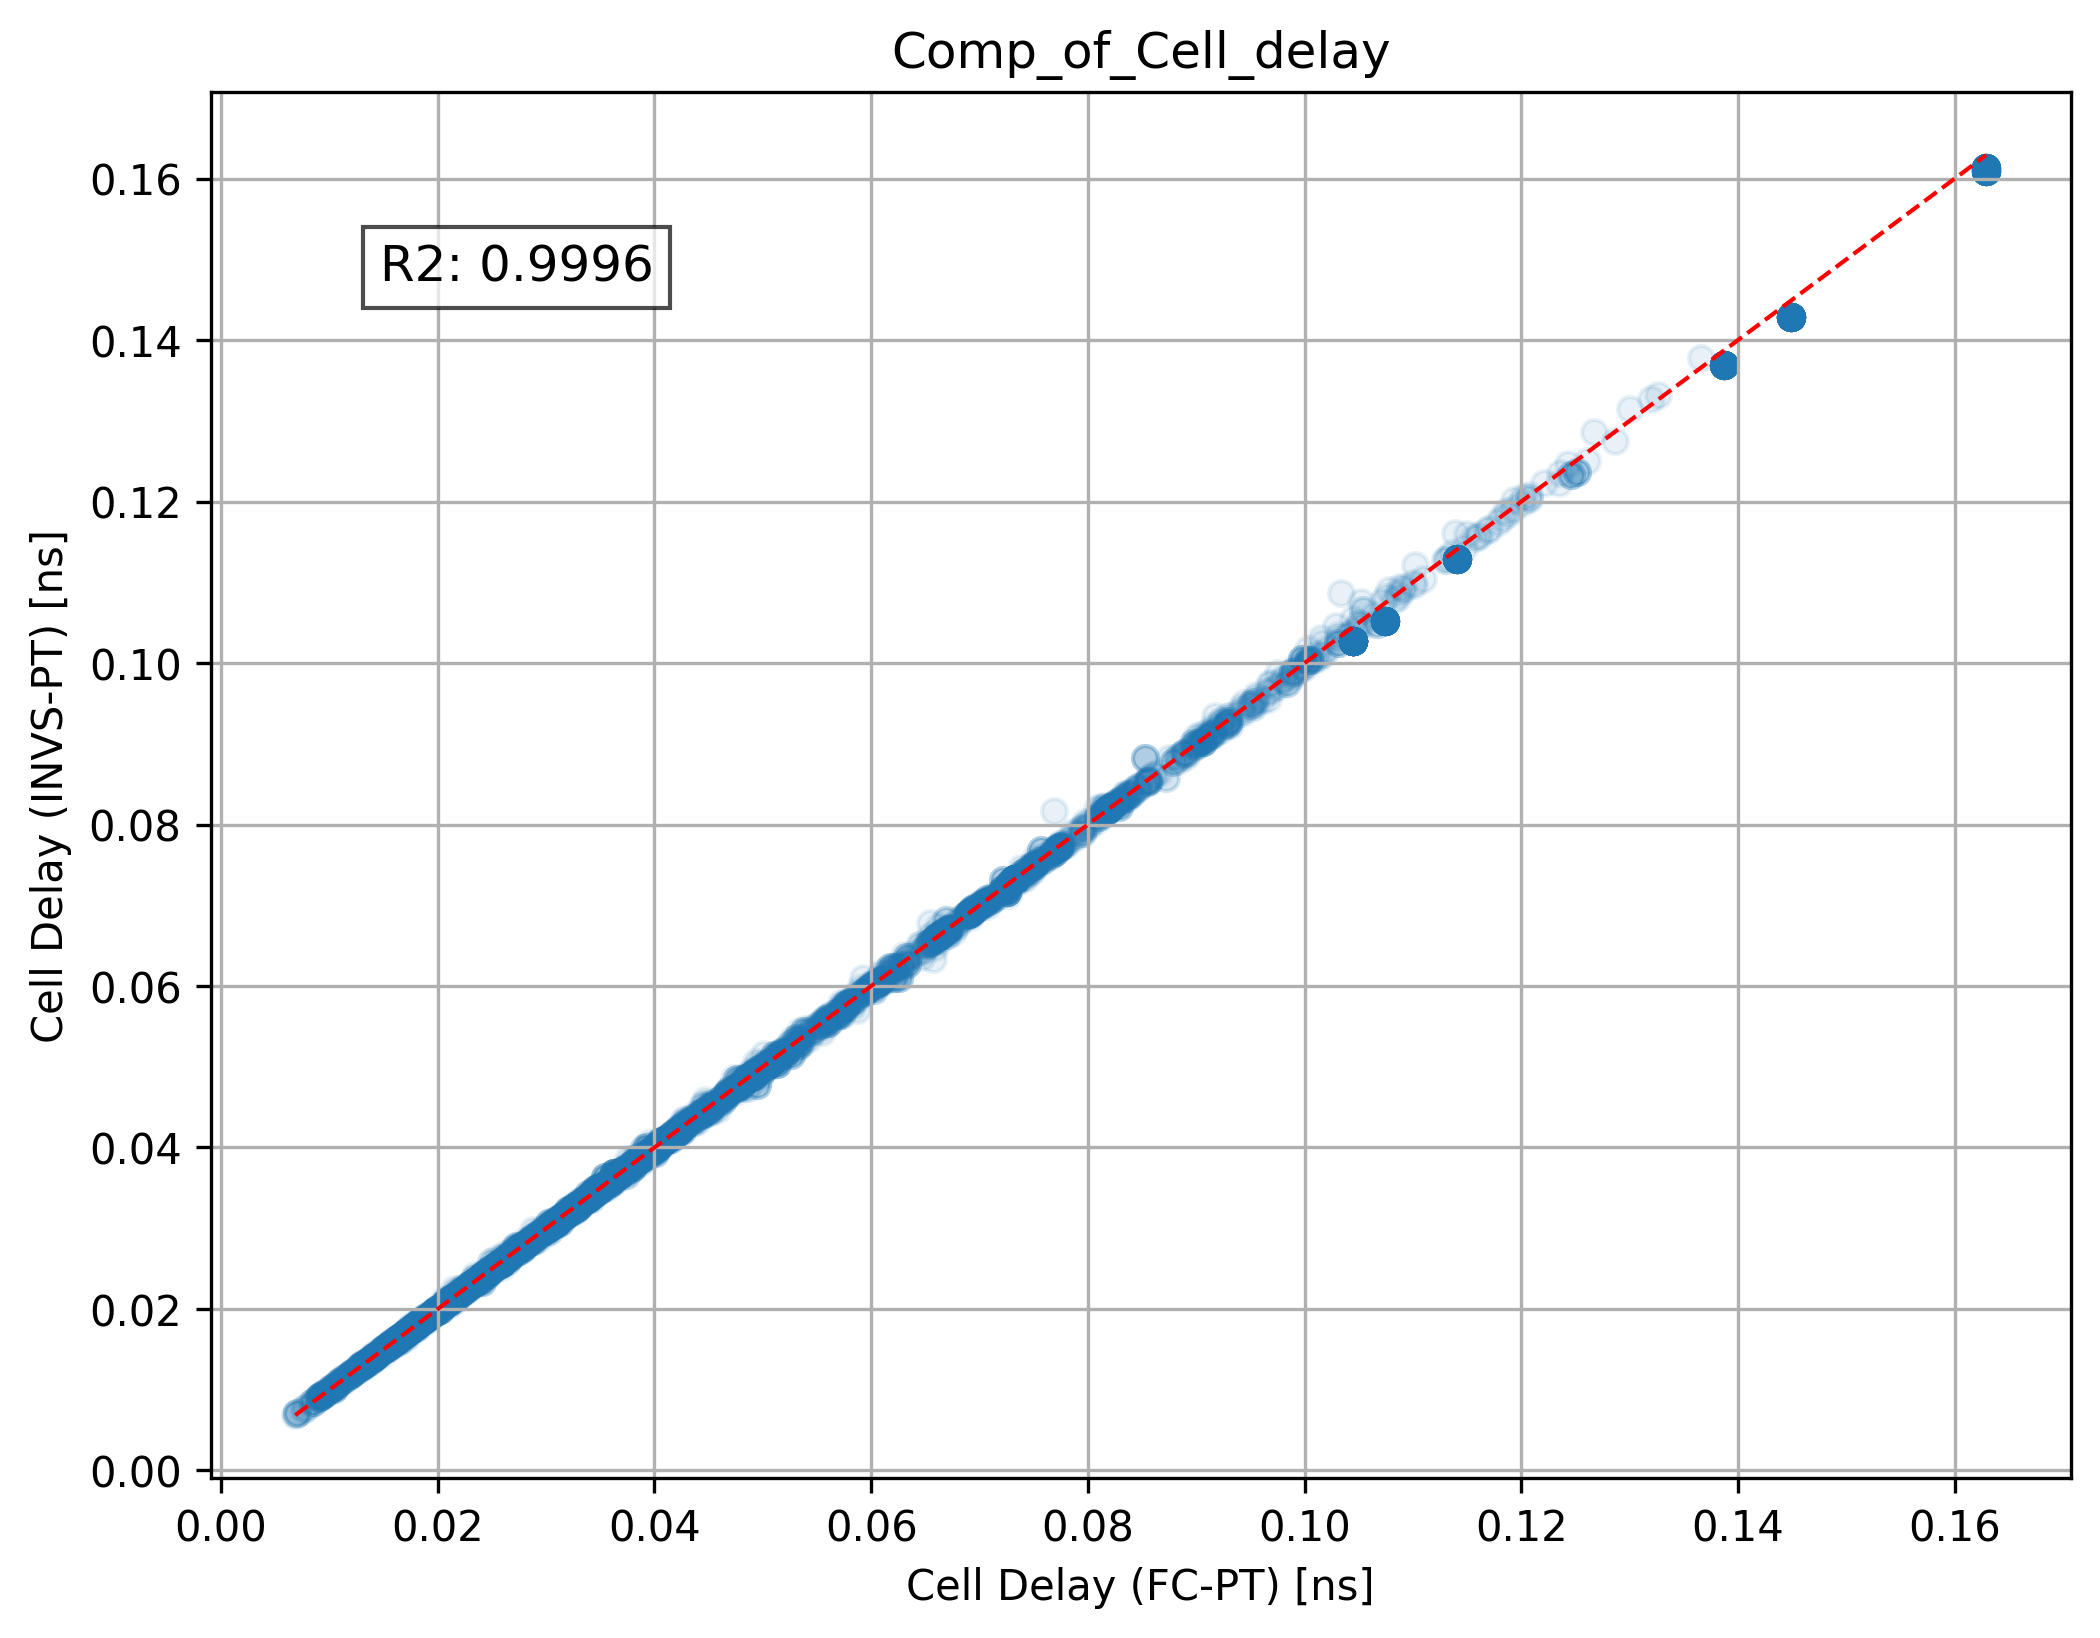 Comp_of_Cell_delay
R2: 0.9996
Cell Delay (INVS-PT) [ns]
0.16
0.14
0.12
0.10
0.08
0.06
0.04
0.02
0.00
0.00 0.02 0.04 0.06 0.08 0.10 0.12 0.14 0.16
Cell Delay (FC-PT) [ns]